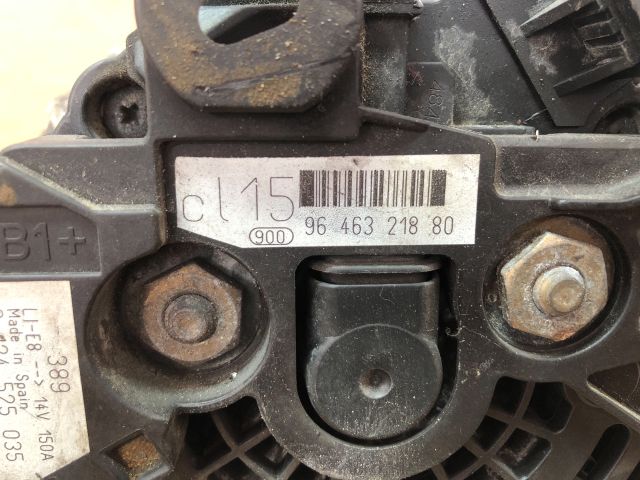 cl15
900
96 463 218 80
B1+
389
LI-E8 --> 14V 150A
Made in Spain
525 035